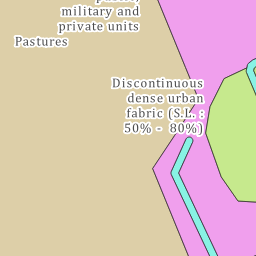 military and
private units
Pastures
Discontinuous
dense urban
fabric (S.L. :
50% - 80%)